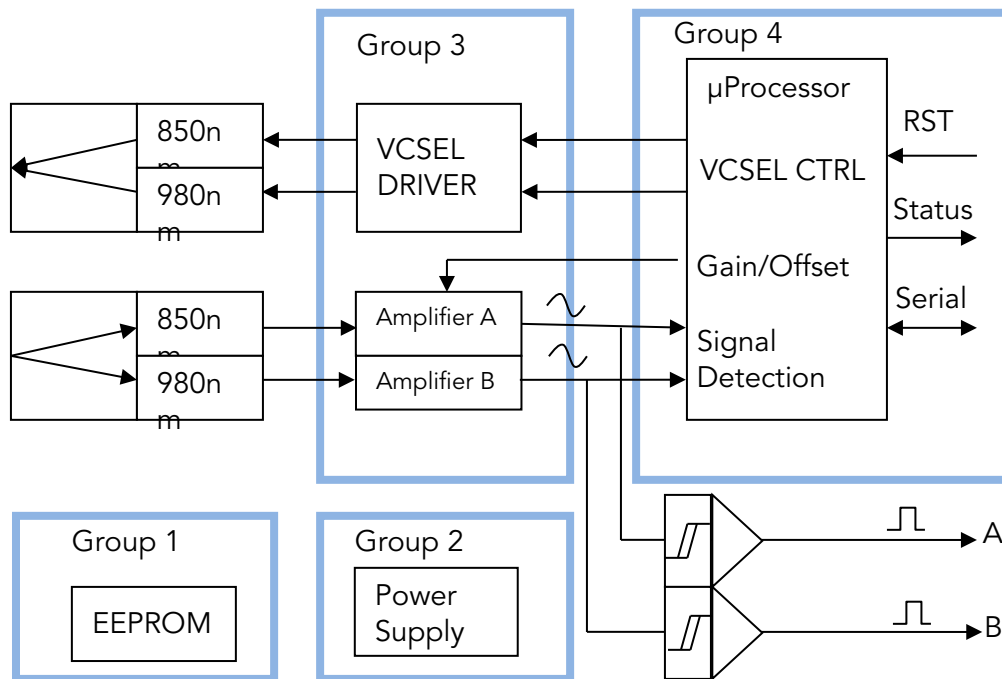 Group 3
Group 4
µProcessor
850n
m
980n
m
VCSEL
DRIVER
VCSEL CTRL
RST
Status
Gain/Offset
850n
m
980n
m
Amplifier A
Amplifier B
Signal
Detection
Serial
Group 1
EEPROM
Group 2
Power
Supply
A
B